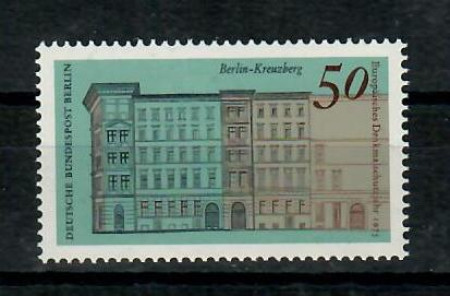 Berlin-Kreuzberg
50
DEUTSCHE BUNDESPOST BERLIN
Europäisches Denkmalschutzjahr 1975